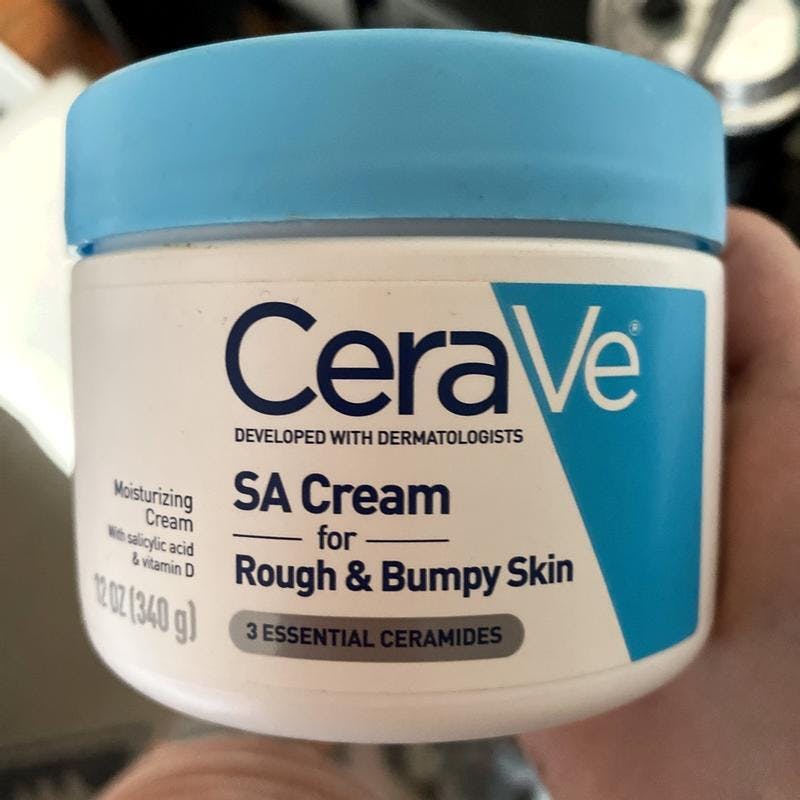 CeraVe®
DEVELOPED WITH DERMATOLOGISTS
SA Cream
for
Rough & Bumpy Skin
3 ESSENTIAL CERAMIDES
Moisturizing
Cream
With salicylic acid
& vitamin D
12 OZ (340 g)